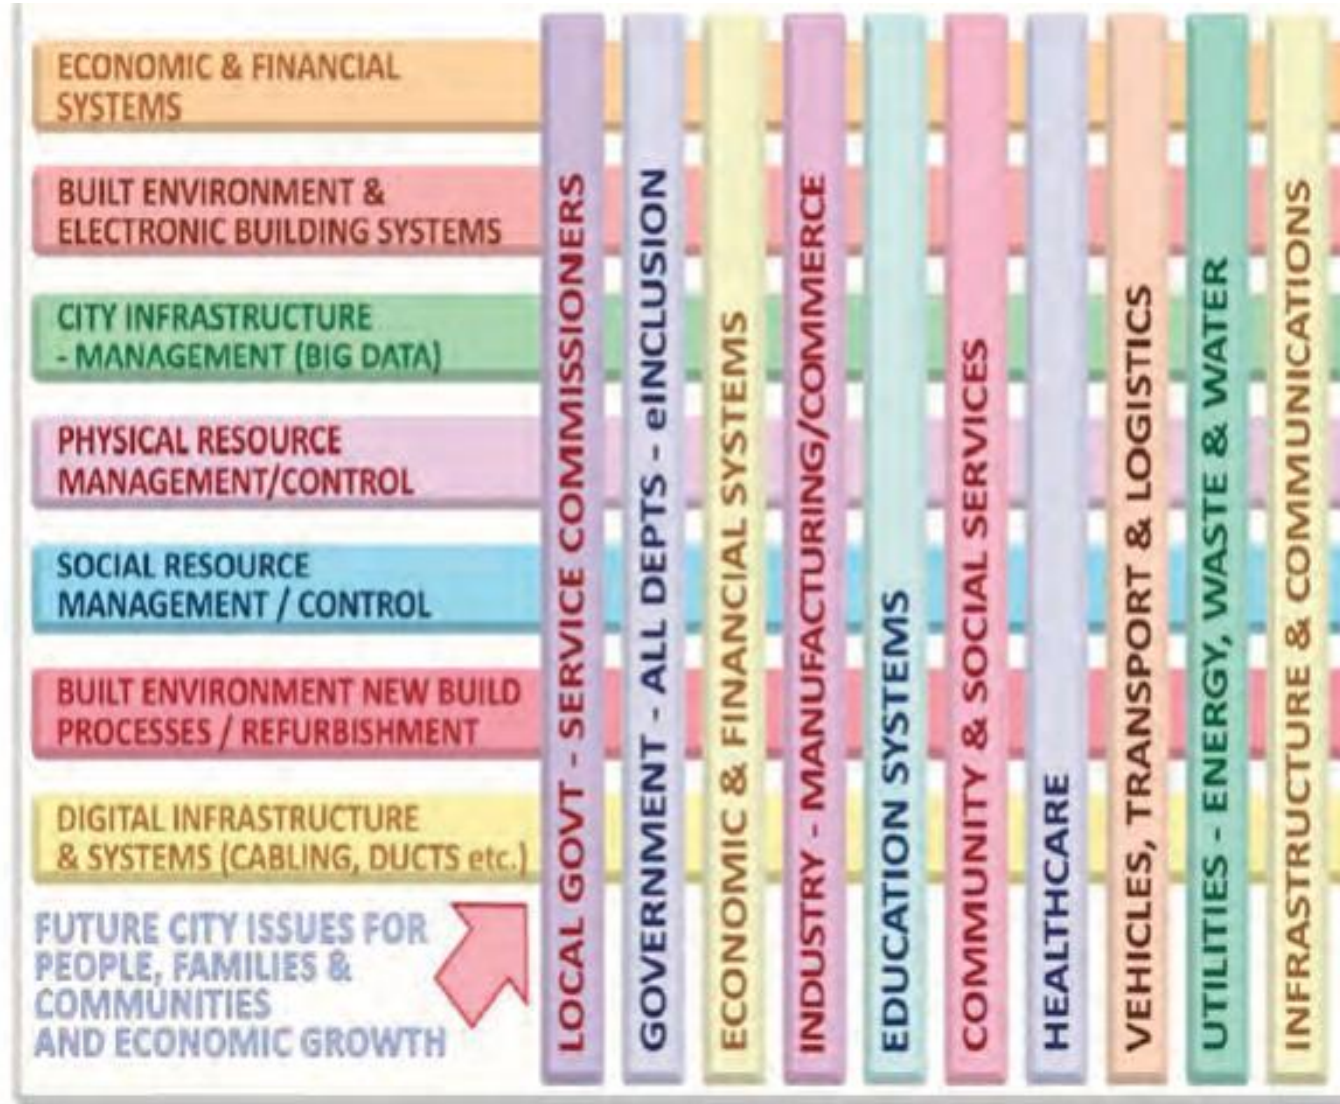 ECONOMIC & FINANCIAL
SYSTEMS
BUILT ENVIRONMENT &
ELECTRONIC BUILDING SYSTEMS
CITY INFRASTRUCTURE
- MANAGEMENT (BIG DATA)
PHYSICAL RESOURCE
MANAGEMENT/CONTROL
SOCIAL RESOURCE
MANAGEMENT / CONTROL
BUILT ENVIRONMENT NEW BUILD
PROCESSES / REFURBISHMENT
DIGITAL INFRASTRUCTURE
& SYSTEMS (CABLING, DUCTS etc.)
FUTURE CITY ISSUES FOR
PEOPLE, FAMILIES &
COMMUNITIES
AND ECONOMIC GROWTH
LOCAL GOVT - SERVICE COMMISSIONERS
GOVERNMENT - ALL DEPTS - eINCLUSION
ECONOMIC & FINANCIAL SYSTEMS
INDUSTRY - MANUFACTURING/COMMERCE
EDUCATION SYSTEMS
COMMUNITY & SOCIAL SERVICES
HEALTHCARE
VEHICLES, TRANSPORT & LOGISTICS
UTILITIES - ENERGY, WASTE & WATER
INFRASTRUCTURE & COMMUNICATIONS